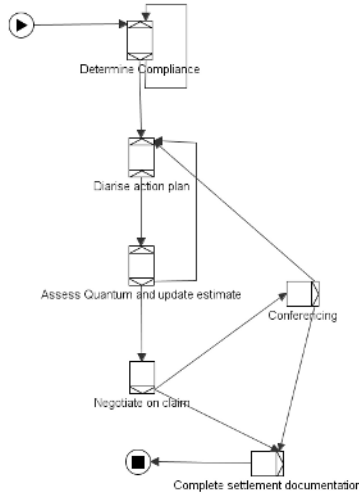 Determine Compliance
Diarise action plan
Assess Quantum and update estimate
Conferencing
Negotiate on claim
Complete settlement documentation